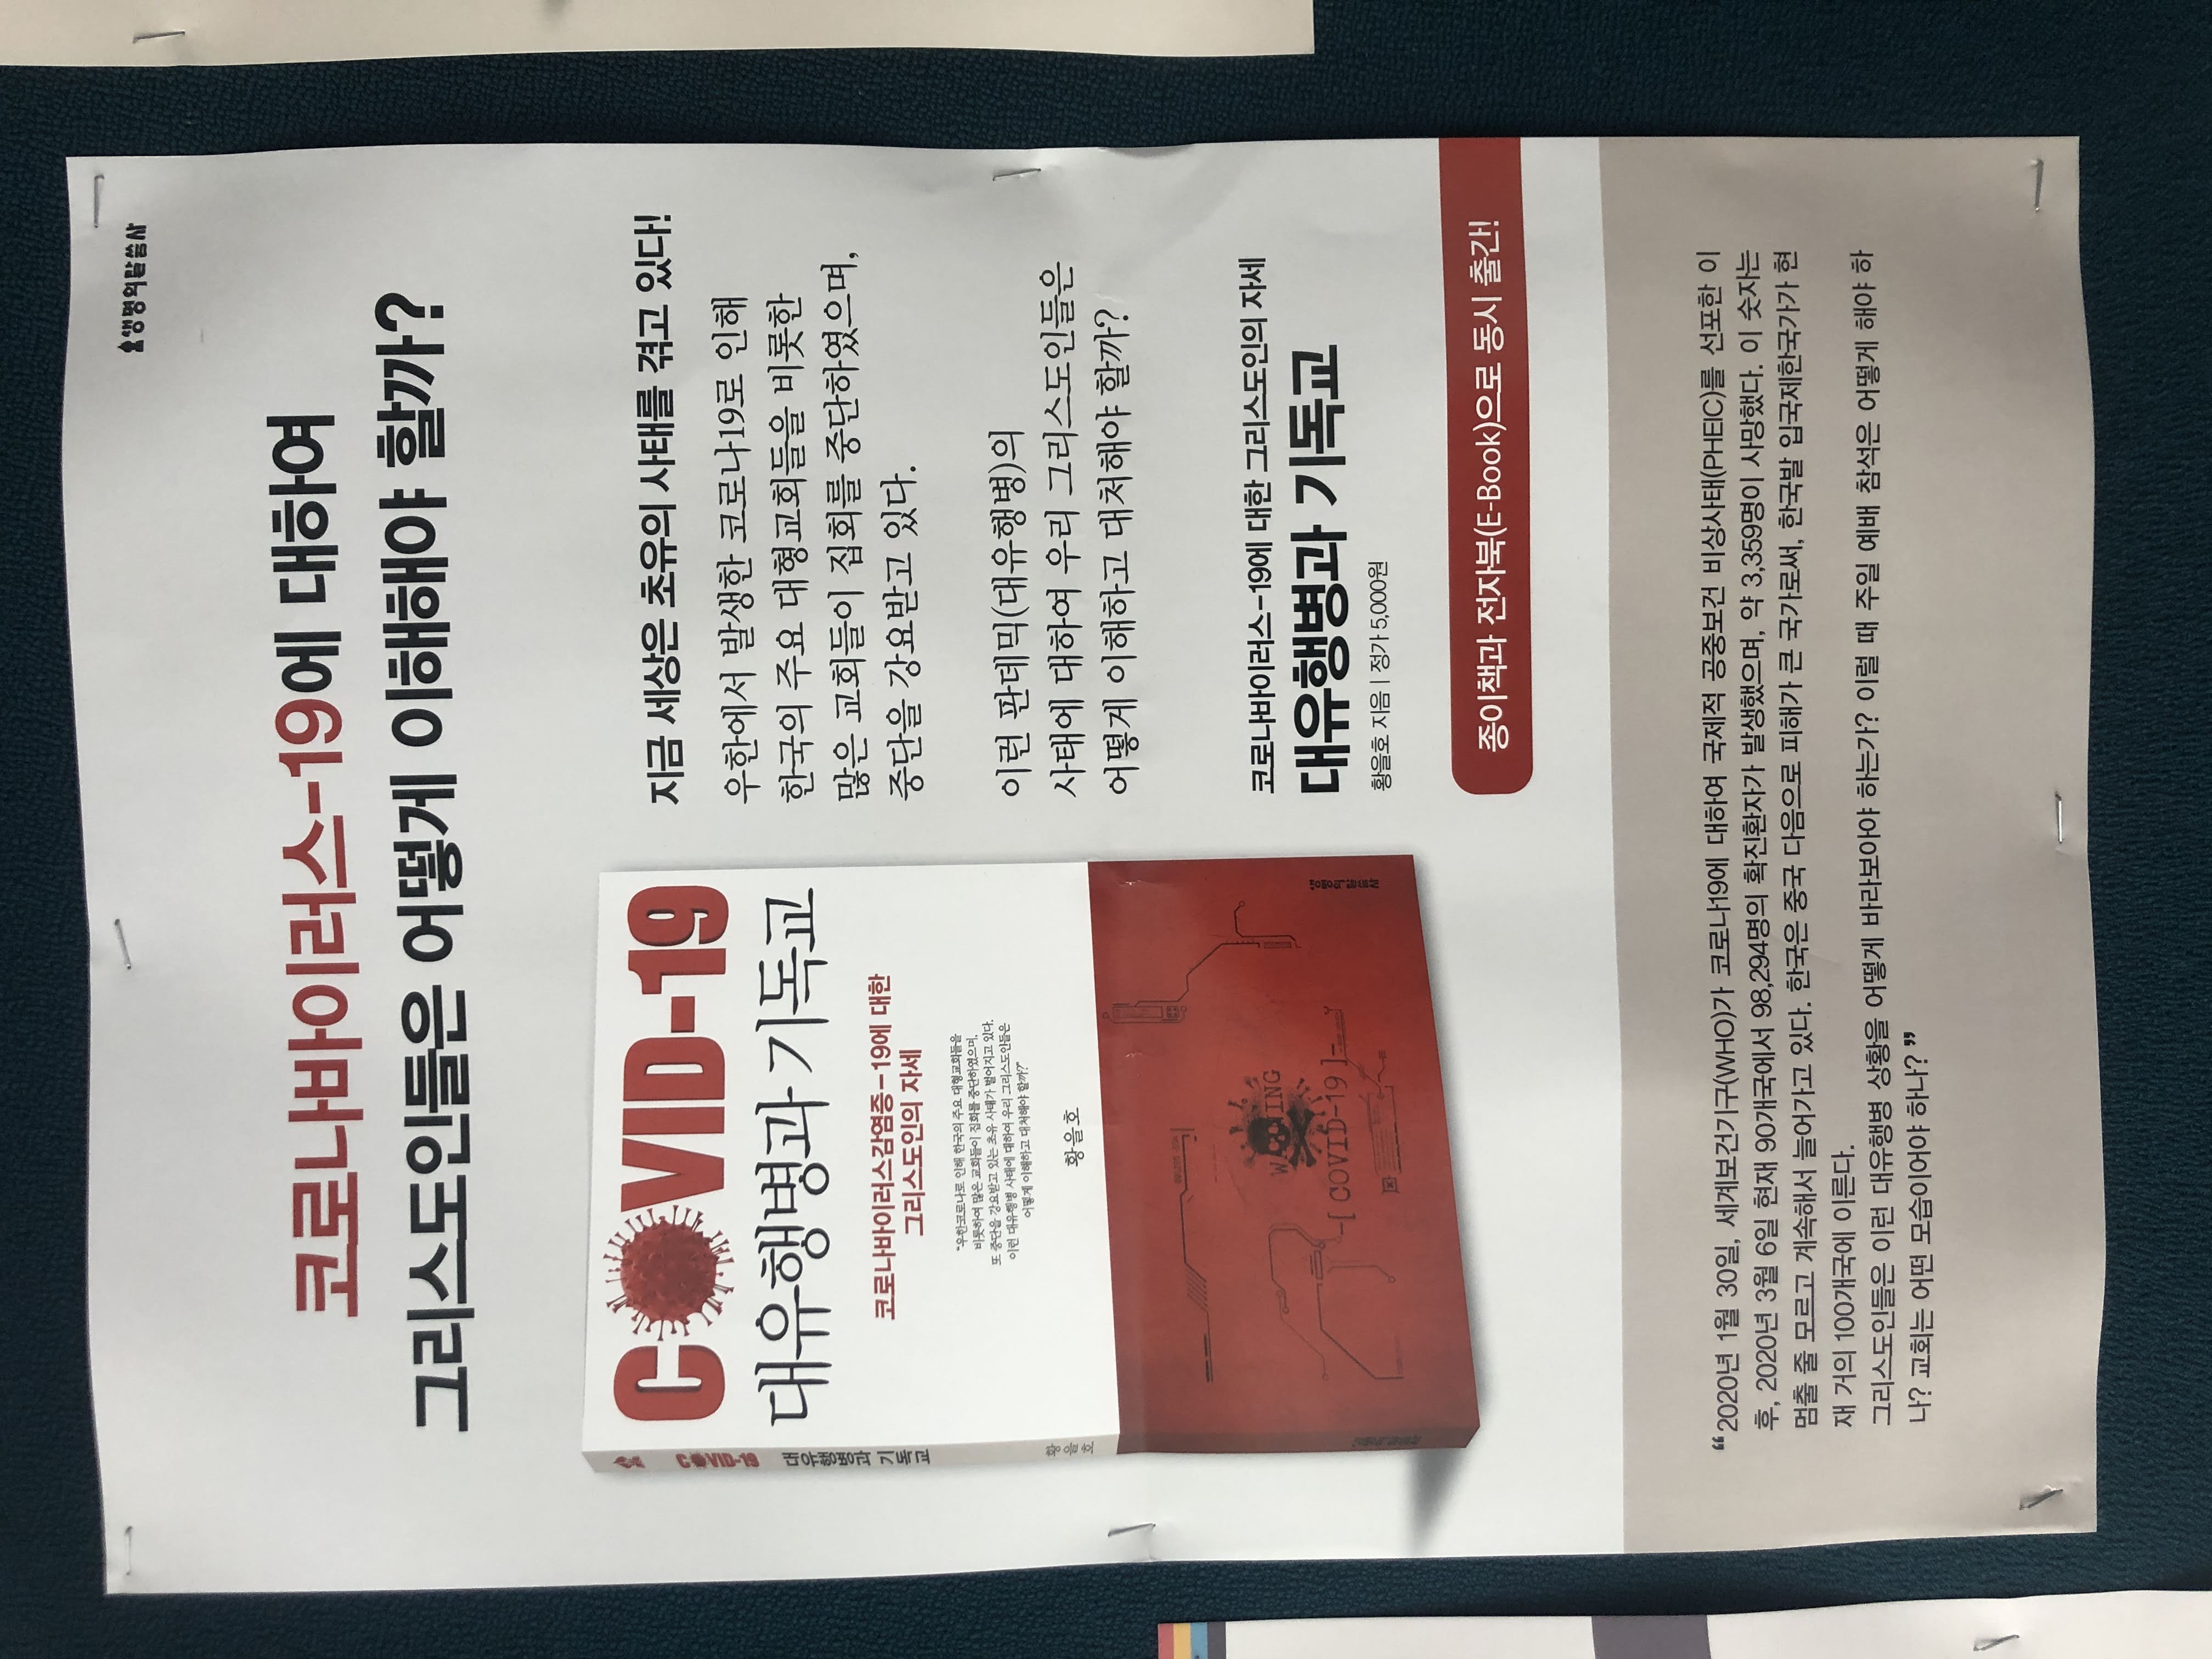 생명의말씀사
코로나바이러스-19에 대하여
그리스도인들은 어떻게 이해해야 할까?
COVID-19
대유행병과 기독교
코로나바이러스감염증-19에 대한
그리스도인의 자세
"우한코로나로 인해 한국의 주요 대형교회들을
비롯하여 많은 교회들이 집회를 중단하였으며,
또 중단을 강요받고 있는 초유 사태가 벌어지고 있다.
이런 대유행병 사태에 대하여 우리 그리스도인들은
어떻게 이해하고 대처해야 할까?"
황을호
WARNING
-[ COVID-19 ]-
생명의말씀사
COVID-19 대유행병과 기독교
황을호
생명의말씀사
지금 세상은 초유의 사태를 겪고 있다!
우한에서 발생한 코로나19로 인해
한국의 주요 대형교회들을 비롯한
많은 교회들이 집회를 중단하였으며,
중단을 강요받고 있다.
이런 판데믹(대유행병)의
사태에 대하여 우리 그리스도인들은
어떻게 이해하고 대처해야 할까?
코로나바이러스-19에 대한 그리스도인의 자세
대유행병과 기독교
황을호 지음 | 정가 5,000원
종이책과 전자북(E-Book)으로 동시 출간!
❝2020년 1월 30일, 세계보건기구(WHO)가 코로나19에 대하여 국제적 공중보건 비상사태(PHEIC)를 선포한 이
후, 2020년 3월 6일 현재 90개국에서 98,294명의 확진환자가 발생했으며, 약 3,359명이 사망했다. 이 숫자는
멈출 줄 모르고 계속해서 늘어가고 있다. 한국은 중국 다음으로 피해가 큰 국가로써, 한국발 입국제한국가가 현
재 거의 100개국에 이른다.
그리스도인들은 이런 대유행병 상황을 어떻게 바라보아야 하는가? 이럴 때 주일 예배 참석은 어떻게 해야 하
나? 교회는 어떤 모습이어야 하나?❞